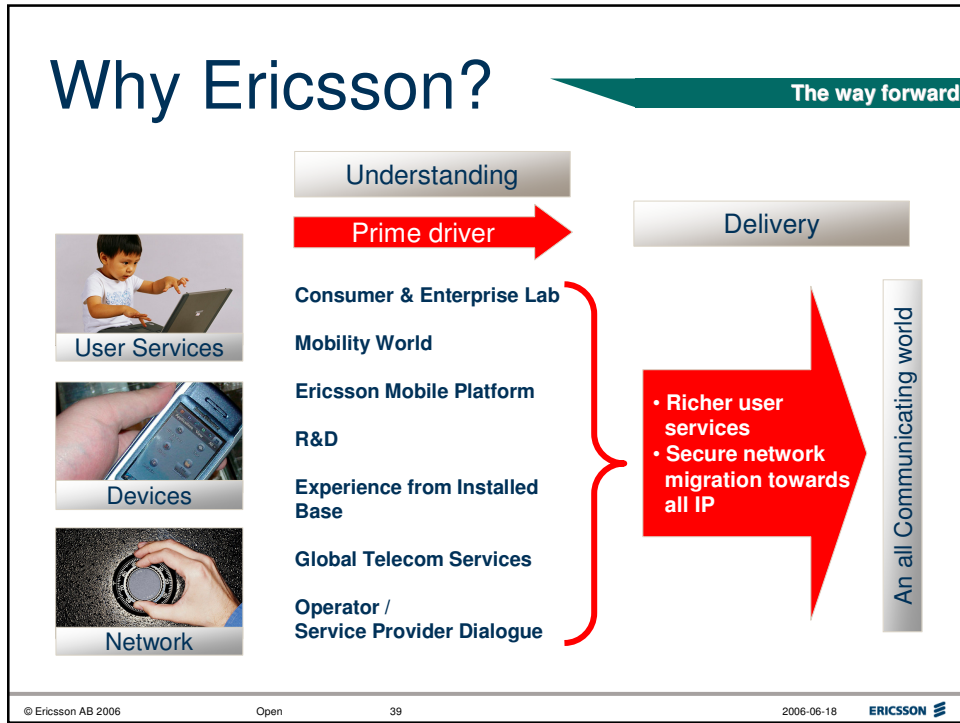 Why Ericsson?
The way forward
Understanding
Prime driver
Delivery
User Services
Devices
Network
Consumer & Enterprise Lab
Mobility World
Ericsson Mobile Platform
R&D
Experience from Installed
Base
Global Telecom Services
Operator /
Service Provider Dialogue
• Richer user
services
• Secure network
migration towards
all IP
An all Communicating world
© Ericsson AB 2006
Open
39
2006-06-18
ERICSSON